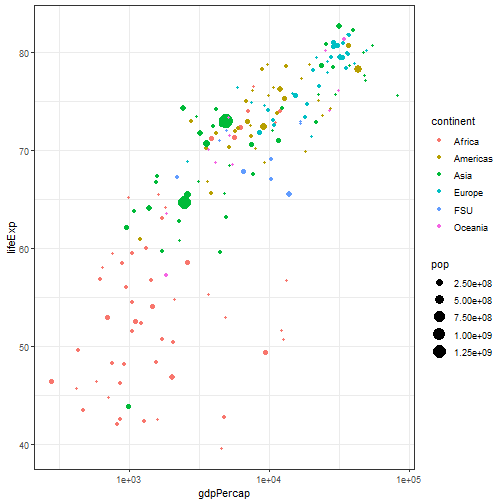 80
70
60
50
40
lifeExp
1e+03
1e+04
1e+05
gdpPercap
continent
Africa
Americas
Asia
Europe
FSU
Oceania
pop
2.50e+08
5.00e+08
7.50e+08
1.00e+09
1.25e+09